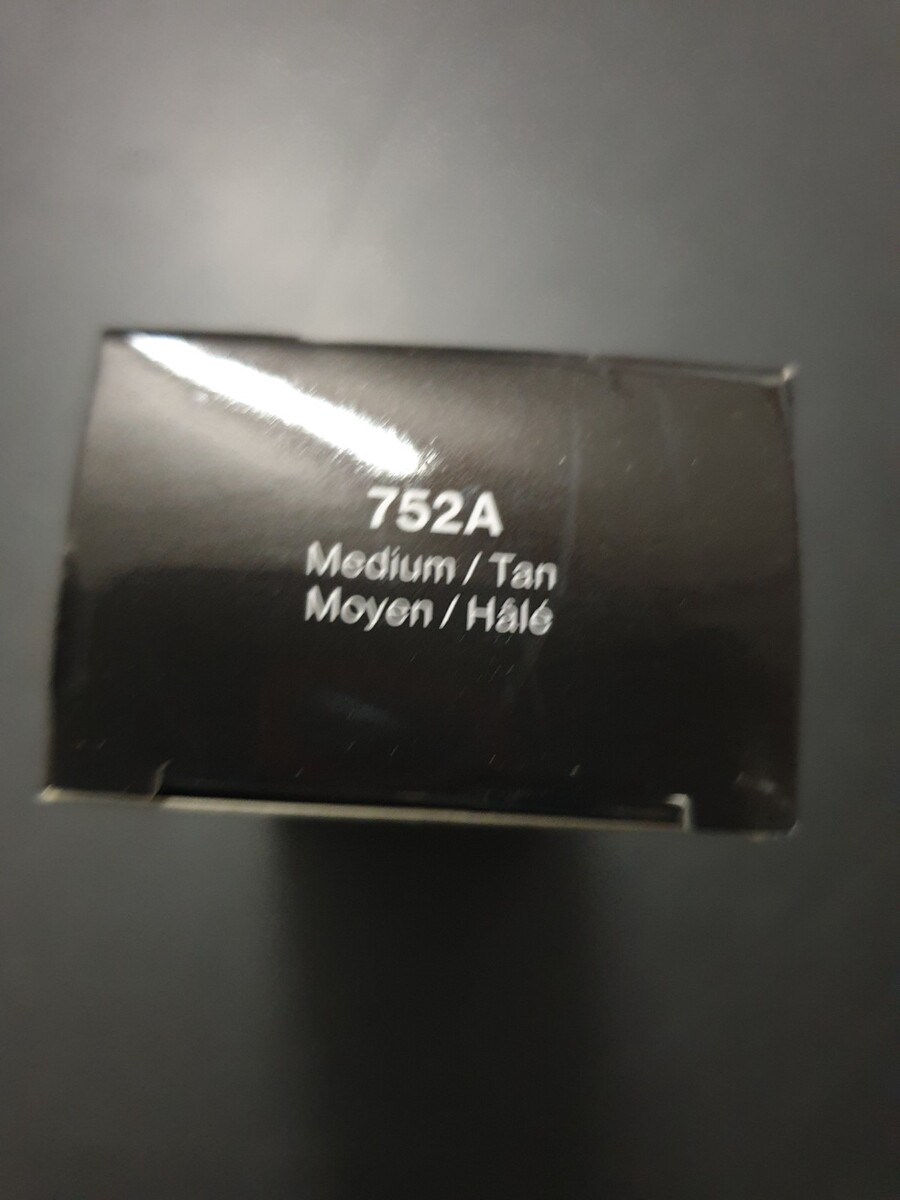 752A
Medium / Tan
Moyen / Hâlé